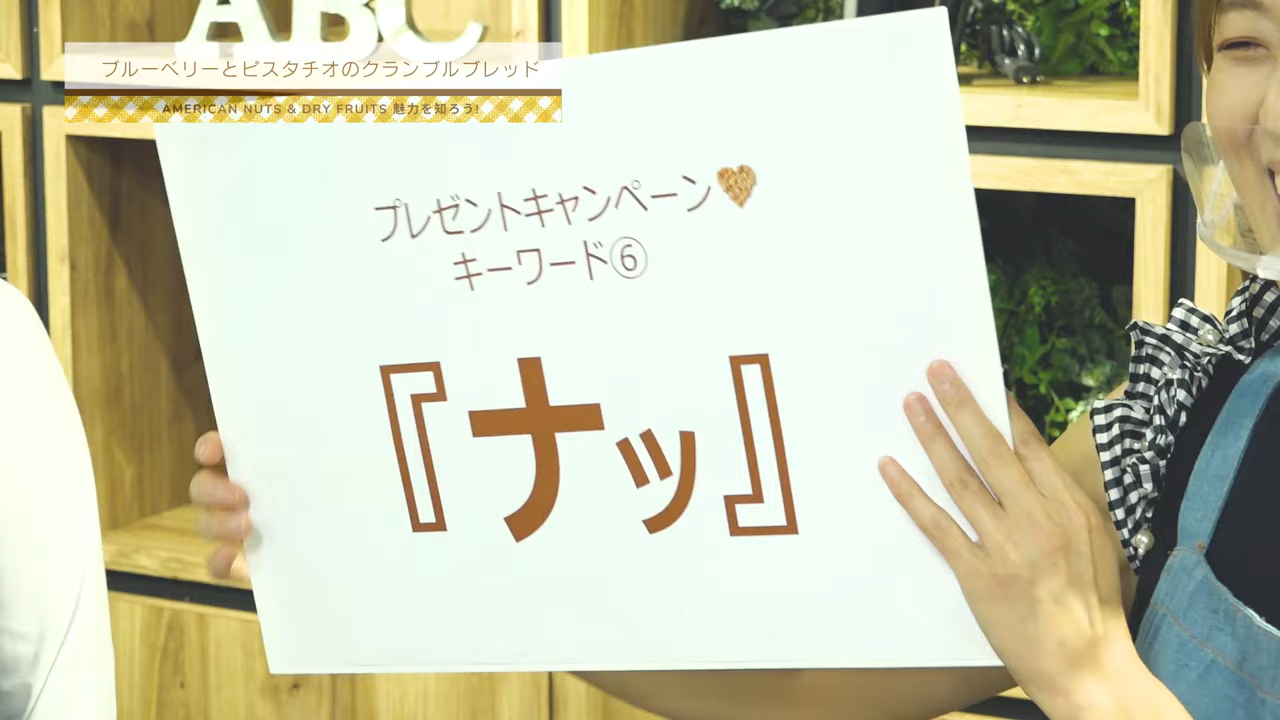 ABC
ブルーベリーとピスタチオのクランブルブレッド
AMERICAN NUTS & DRY FRUITS 魅力を知ろう!
プレゼントキャンペーン
キーワード⑥
『ナッ』